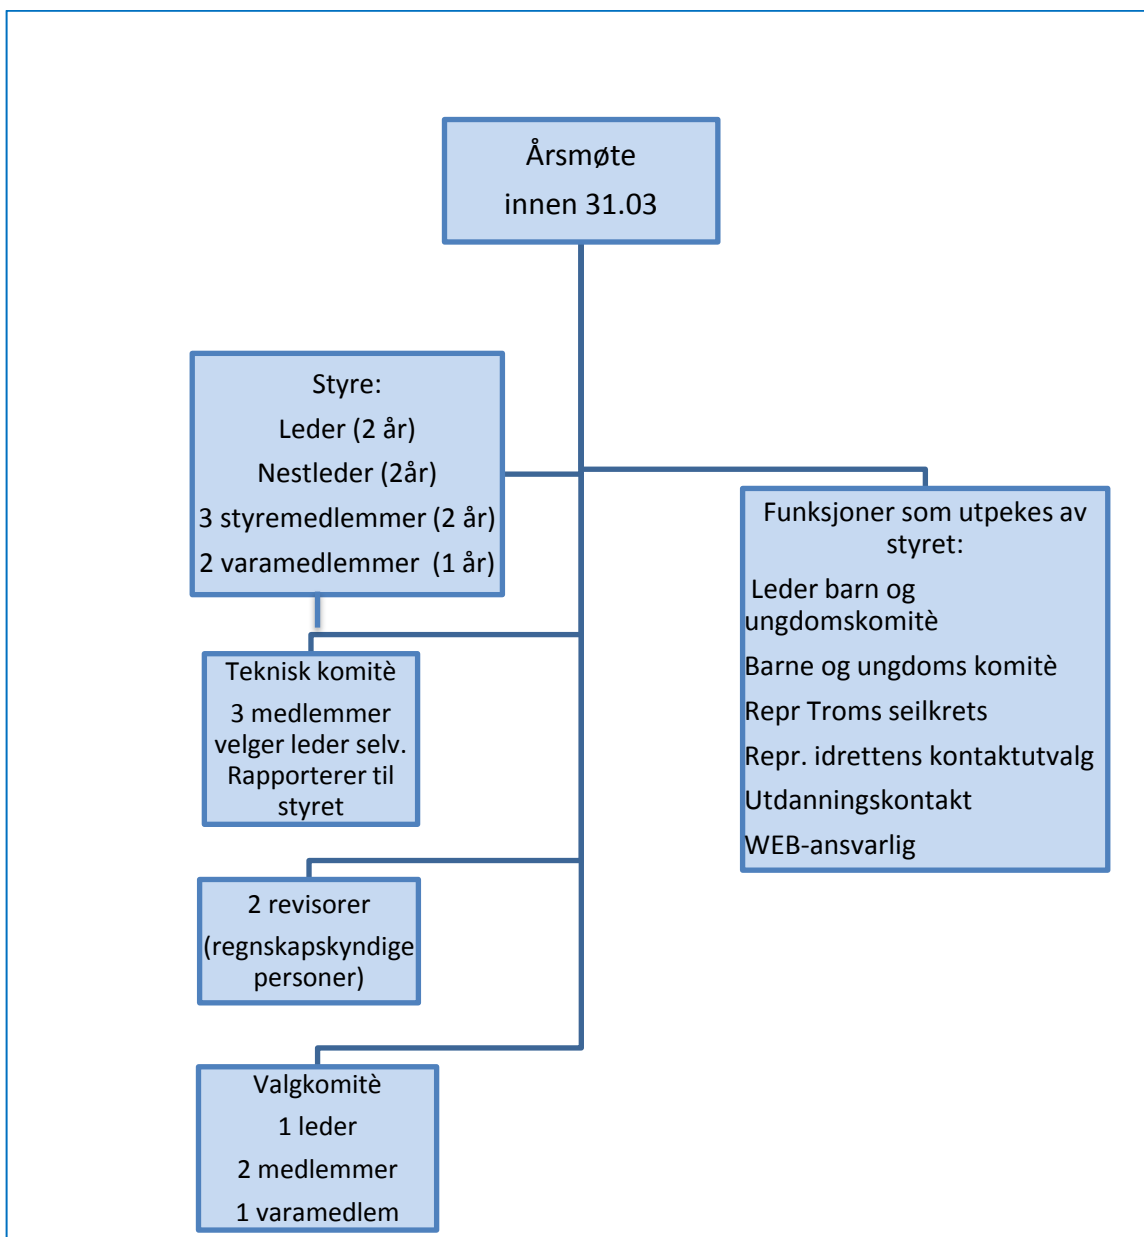 Årsmøte
innen 31.03
Styre:
Leder (2 år)
Nestleder (2år)
3 styremedlemmer (2 år)
2 varamedlemmer (1 år)
Funksjoner som utpekes av
styret:
Leder barn og
ungdomskomitè
Barne og ungdoms komitè
Repr Troms seilkrets
Repr. idrettens kontaktutvalg
Utdanningskontakt
WEB-ansvarlig
Teknisk komitè
3 medlemmer
velger leder selv.
Rapporterer til
styret
2 revisorer
(regnskapskyndige
personer)
Valgkomitè
1 leder
2 medlemmer
1 varamedlem